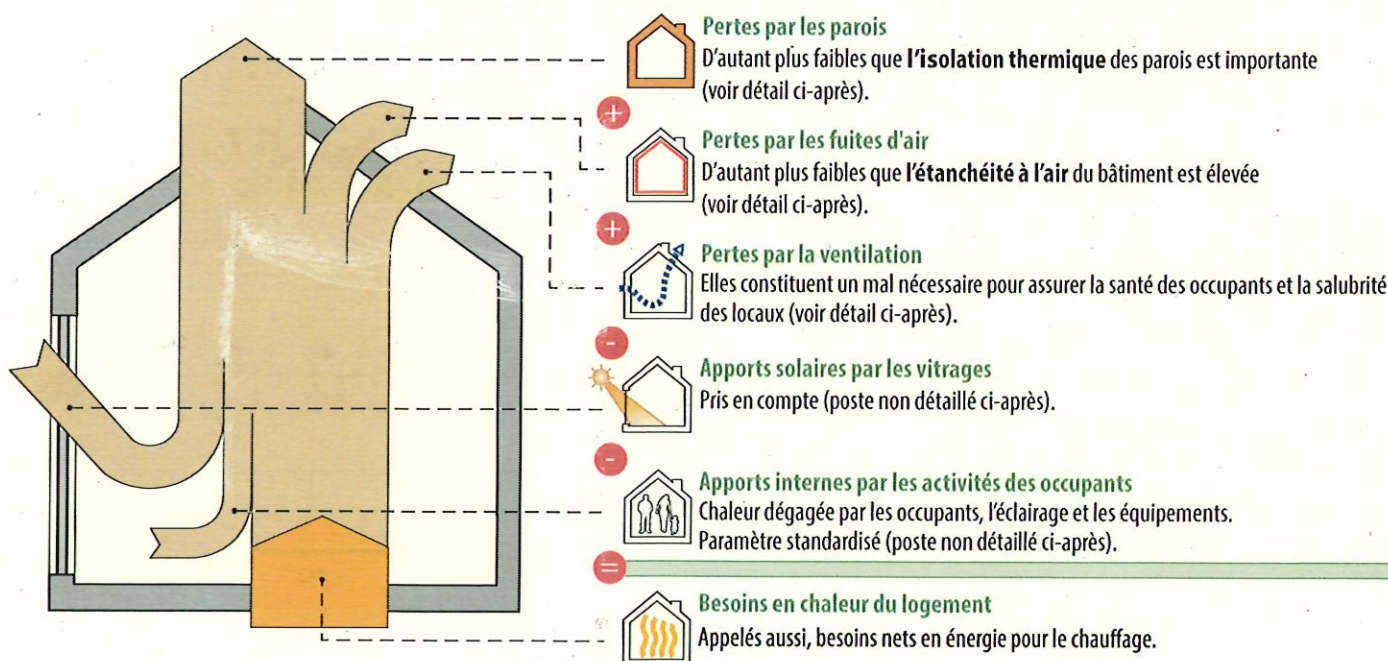 Pertes par les parois
D'autant plus faibles que l'isolation thermique des parois est importante
(voir détail ci-après).
+
Pertes par les fuites d'air
D'autant plus faibles que l'étanchéité à l'air du bâtiment est élevée
(voir détail ci-après).
+
Pertes par la ventilation
Elles constituent un mal nécessaire pour assurer la santé des occupants et la salubrité
des locaux (voir détail ci-après).
-
Apports solaires par les vitrages
Pris en compte (poste non détaillé ci-après).
-
Apports internes par les activités des occupants
Chaleur dégagée par les occupants, l'éclairage et les équipements.
Paramètre standardisé (poste non détaillé ci-après).
=
Besoins en chaleur du logement
Appelés aussi, besoins nets en énergie pour le chauffage.